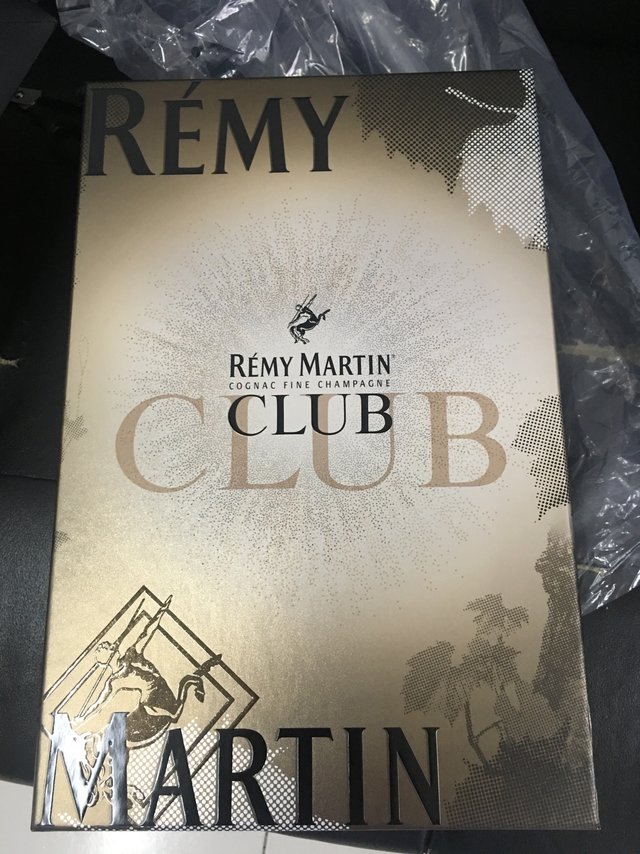 RÉMY
RÉMY MARTIN®
COGNAC FINE CHAMPAGNE
CLUB
CLUB
MARTIN